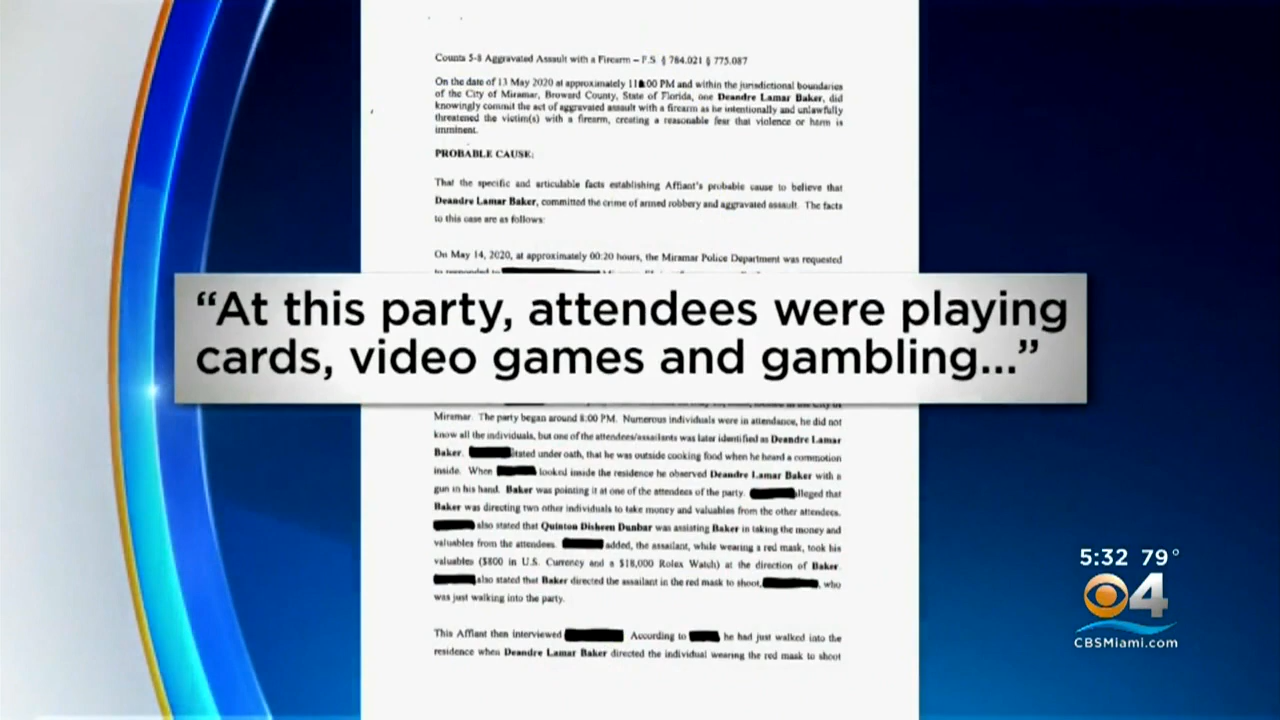 Counts 5-8 Aggravated Assault with a Firearm – F.S. § 784.021 § 775.087
On the date of 13 May 2020 at approximately PM and within the jurisdictional boundaries
of the City of Miramar, Broward County, State of Florida, one Deandre Lamar Baker, did
knowingly commit the act of aggravated assault with a firearm as he intentionally and unlawfully
threatened the victim(s) with a firearm, creating a reasonable fear that violence or harm is
imminent.
PROBABLE CAUSE:
That the specific and articulable facts establishing Affiant's probable cause to believe that
Deandre Lamar Baker, committed the crime of armed robbery and aggravated assault. The facts
to this case are as follows:
On May 14, 2020, at approximately 00:20 hours, the Miramar Police Department was requested
“At this party, attendees were playing
cards, video games and gambling...”
Miramar. The party began around 8:00 PM. Numerous individuals were in attendance, he did not
know all the individuals, but one of the attendees/assailants was later identified as Deandre Lamar
Baker. stated under oath, that he was outside cooking food when he heard a commotion
inside. When looked inside the residence he observed Deandre Lamar Baker with a
gun in his hand. Baker was pointing it at one of the attendees of the party. alleged that
Baker was directing two other individuals to take money and valuables from the other attendees.
also stated that Quinton Disheen Dunbar was assisting Baker in taking the money and
valuables from the attendees. added, the assailant, while wearing a red mask, took his
valuables ($800 in U.S. Currency and a $18,000 Rolex Watch) at the direction of Baker.
also stated that Baker directed the assailant in the red mask to shoot, , who
was just walking into the party.
This Affiant then interviewed According to he had just walked into the
residence when Deandre Lamar Baker directed the individual wearing the red mask to shoot
5:32 79°
4
CBSMiami.com